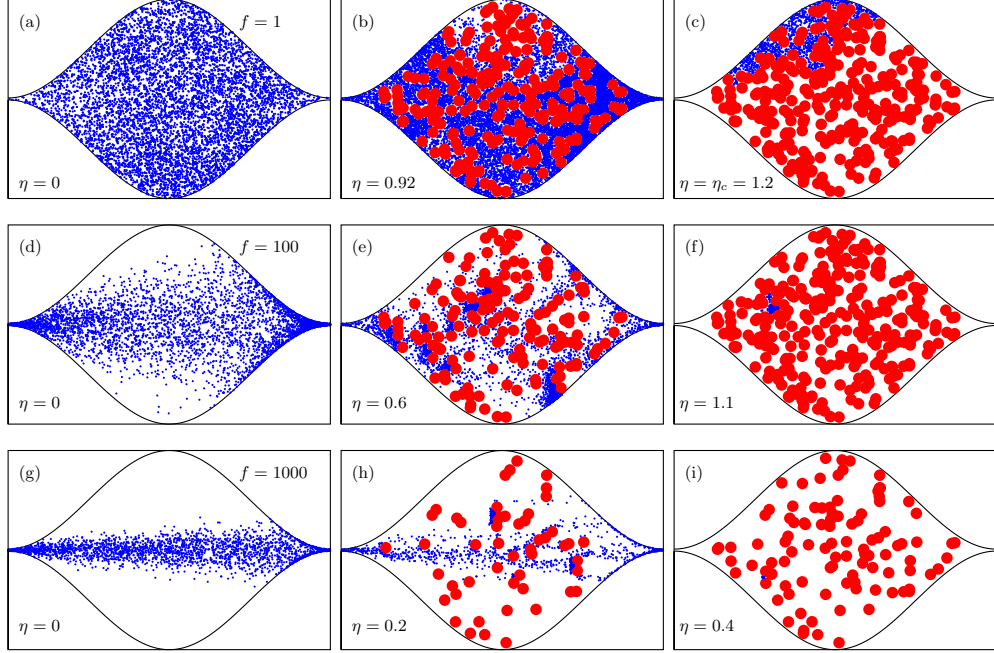 (a) f = 1
η = 0
(b)
η = 0.92
(c)
η = η_c = 1.2
(d) f = 100
η = 0
(e)
η = 0.6
(f)
η = 1.1
(g) f = 1000
η = 0
(h)
η = 0.2
(i)
η = 0.4